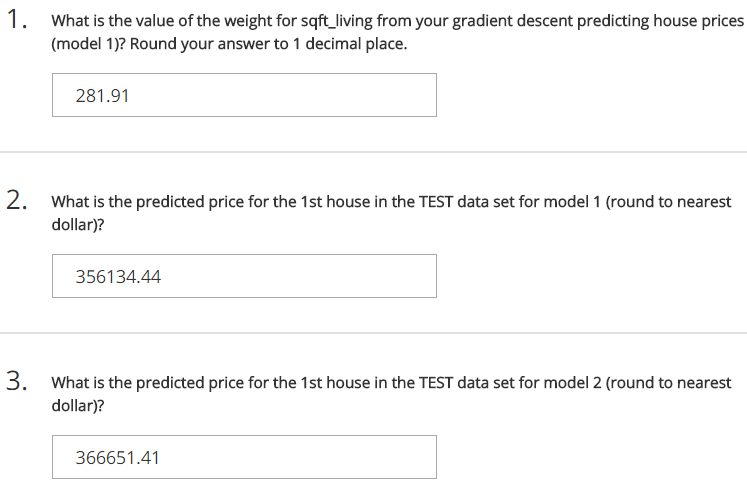 1. What is the value of the weight for sqft_living from your gradient descent predicting house prices
(model 1)? Round your answer to 1 decimal place.
281.91
2. What is the predicted price for the 1st house in the TEST data set for model 1 (round to nearest
dollar)?
356134.44
3. What is the predicted price for the 1st house in the TEST data set for model 2 (round to nearest
dollar)?
366651.41